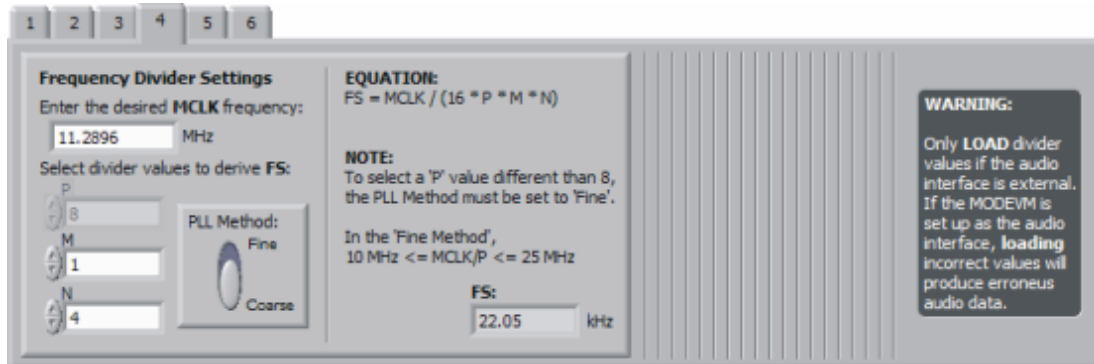 1 2 3 4 5 6
Frequency Divider Settings
Enter the desired MCLK frequency:
11.2896 MHz
Select divider values to derive FS:
P
8
M
1
N
4
PLL Method:
Fine
Coarse
EQUATION:
FS = MCLK / (16 * P * M * N)
NOTE:
To select a 'P' value different than 8,
the PLL Method must be set to 'Fine'.
In the 'Fine Method',
10 MHz <= MCLK/P <= 25 MHz
FS:
22.05 kHz
WARNING:
Only LOAD divider
values if the audio
interface is external.
If the MODEVM is
set up as the audio
interface, loading
incorrect values will
produce erroneus
audio data.